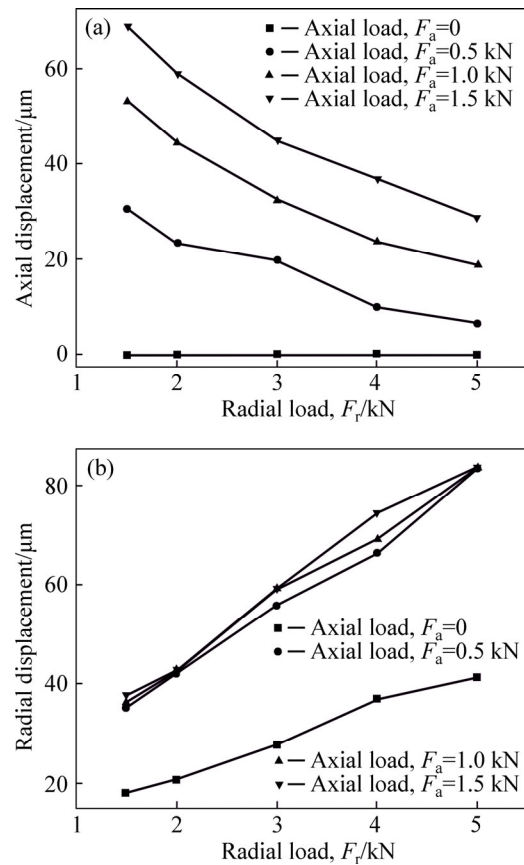 (a)
Axial load, Fa=0
Axial load, Fa=0.5 kN
Axial load, Fa=1.0 kN
Axial load, Fa=1.5 kN
60
40
20
0
Axial displacement/μm
1 2 3 4 5
Radial load, Fr/kN
(b)
80
60
40
20
Radial displacement/μm
Axial load, Fa=0
Axial load, Fa=0.5 kN
Axial load, Fa=1.0 kN
Axial load, Fa=1.5 kN
1 2 3 4 5
Radial load, Fr/kN